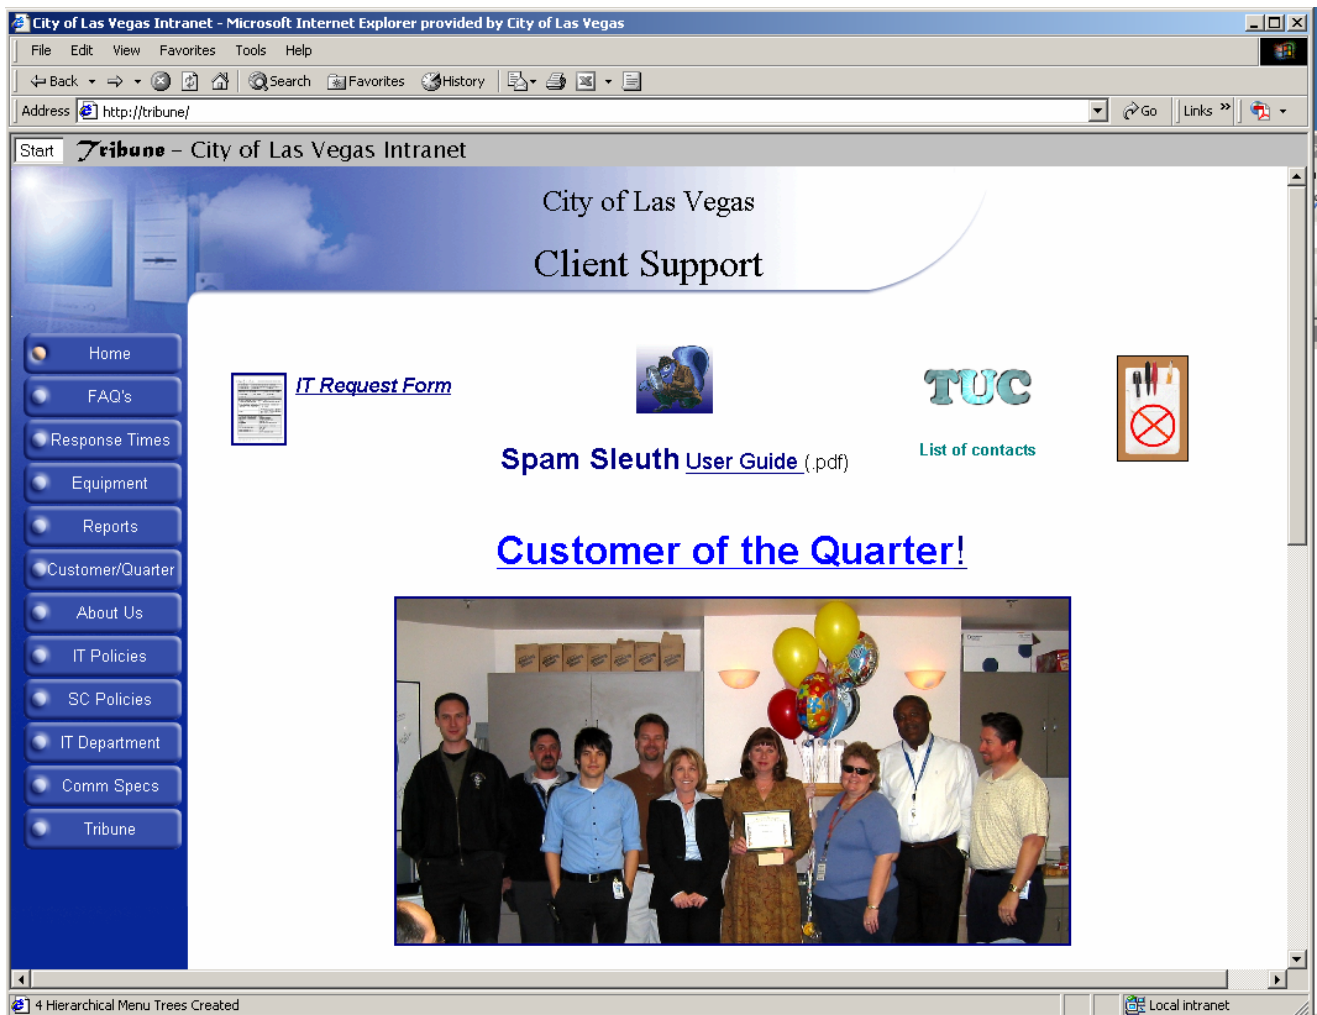 City of Las Vegas Intranet - Microsoft Internet Explorer provided by City of Las Vegas
File Edit View Favorites Tools Help
Back Search Favorites History
Address http://tribune/ Go Links »
Start Tribune – City of Las Vegas Intranet
City of Las Vegas
Client Support
Home
FAQ's
Response Times
Equipment
Reports
Customer/Quarter
About Us
IT Policies
SC Policies
IT Department
Comm Specs
Tribune
IT Request Form
Spam Sleuth User Guide (.pdf)
TUC
List of contacts
Customer of the Quarter!
4 Hierarchical Menu Trees Created
Local intranet